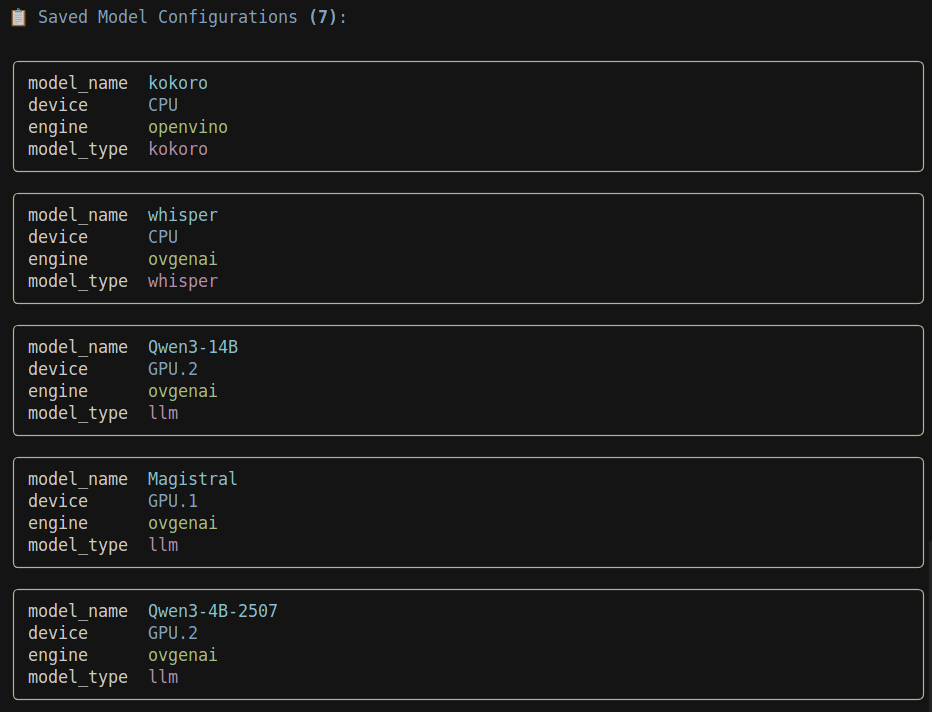 📋 Saved Model Configurations (7):
model_name  kokoro
device      CPU
engine      openvino
model_type  kokoro
model_name  whisper
device      CPU
engine      ovgenai
model_type  whisper
model_name  Qwen3-14B
device      GPU.2
engine      ovgenai
model_type  llm
model_name  Magistral
device      GPU.1
engine      ovgenai
model_type  llm
model_name  Qwen3-4B-2507
device      GPU.2
engine      ovgenai
model_type  llm